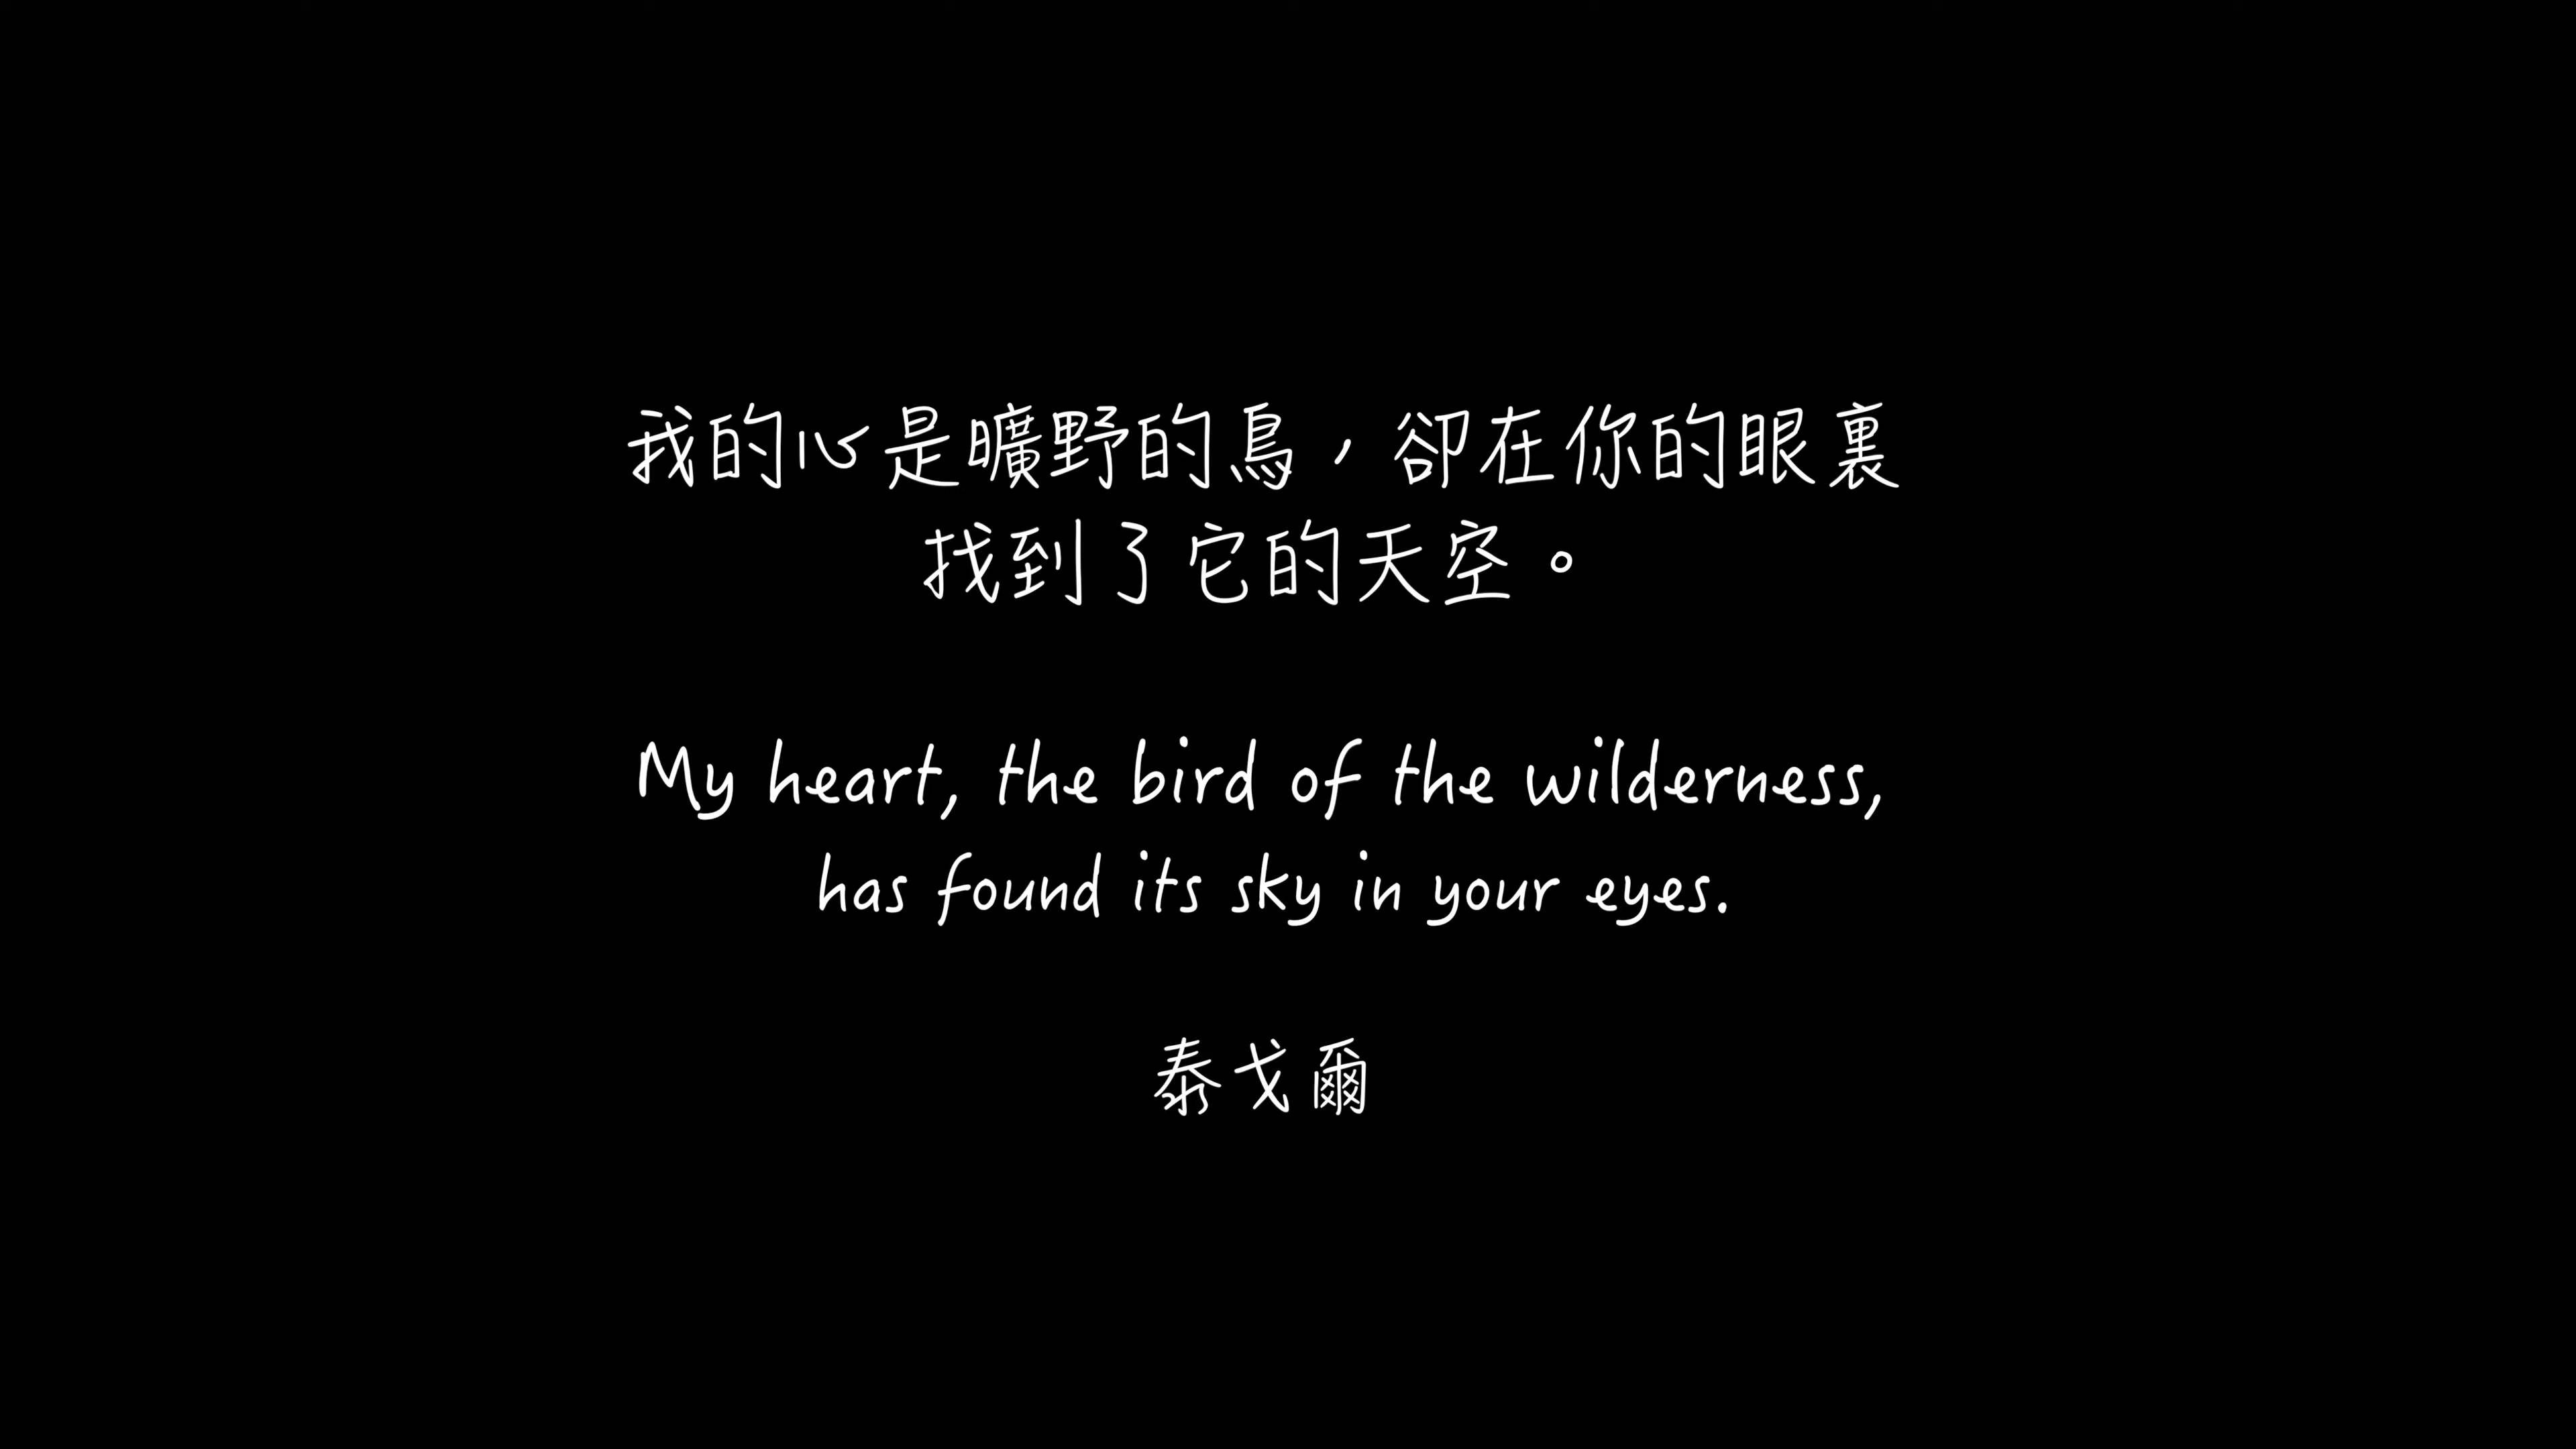 我的心是曠野的鳥，卻在你的眼裏
找到了它的天空。
My heart, the bird of the wilderness,
has found its sky in your eyes.
泰戈爾